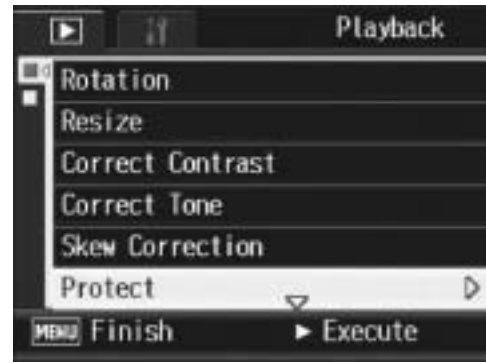 Playback
Rotation
Resize
Correct Contrast
Correct Tone
Skew Correction
Protect
MENU Finish
Execute